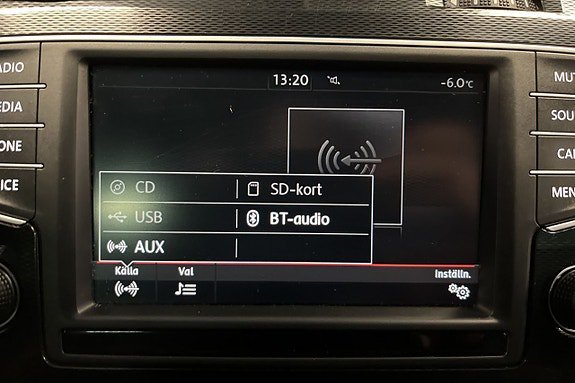 13:20
-6.0°C
CD
SD-kort
USB
BT-audio
AUX
Källa
Val
Inställn.
ADIO
EDIA
ONE
ICE
MUT
SOU
CA
MEN